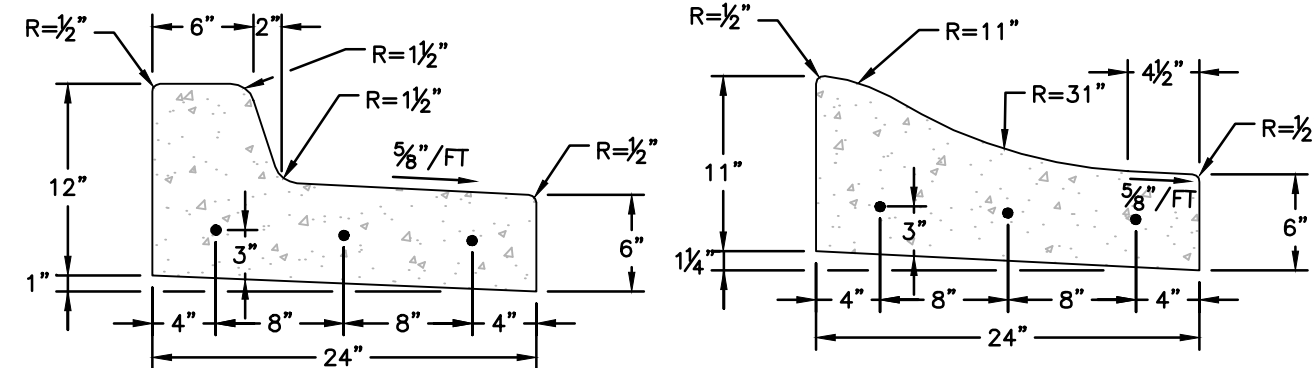 R=½" 6" 2"
R=1½"
R=1½"
⅝"/FT
R=½"
12"
3"
6"
1"
4" 8" 8" 4"
24"
R=½"
R=11"
4½"
R=31"
R=½
11"
⅝"/FT
3"
6"
1¼"
4" 8" 8" 4"
24"